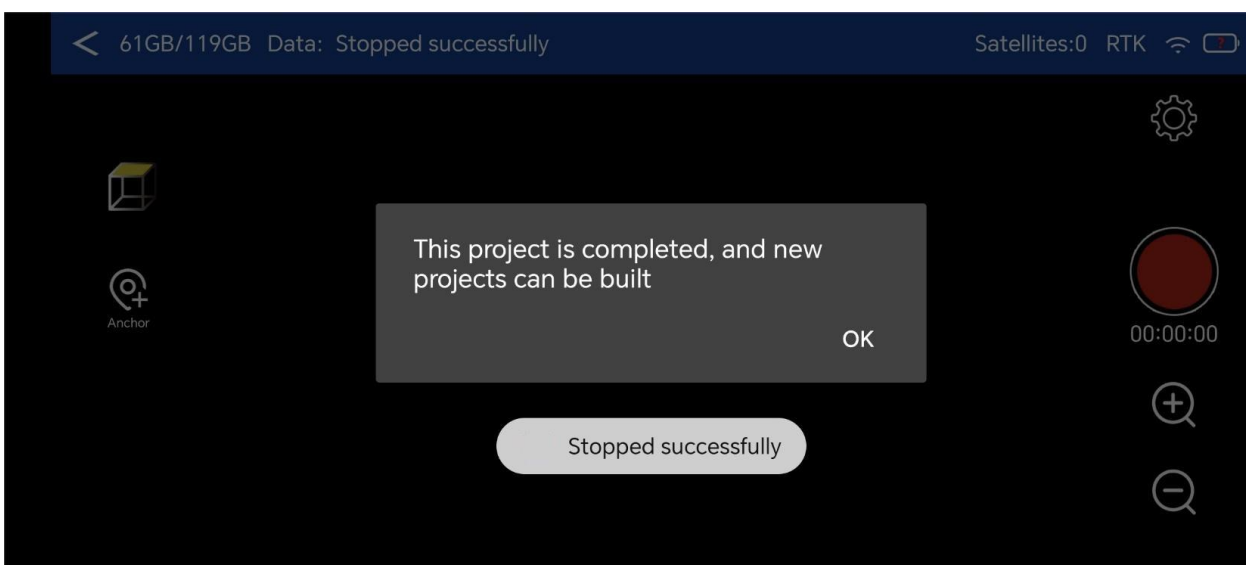 61GB/119GB Data: Stopped successfully Satellites:0 RTK ?
This project is completed, and new
projects can be built
OK
Anchor
00:00:00
Stopped successfully